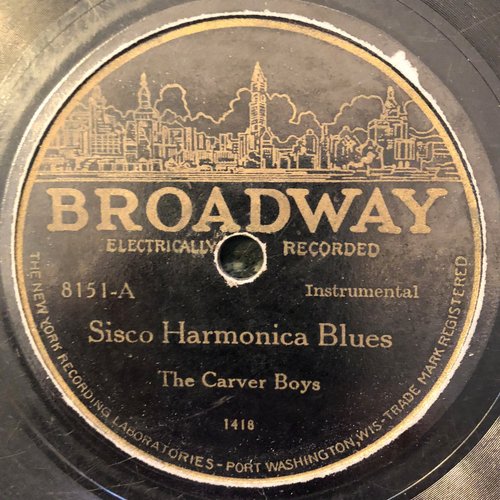 BROADWAY
ELECTRICALLY RECORDED
8151-A Instrumental
Sisco Harmonica Blues
The Carver Boys
1418
THE NEW YORK RECORDING LABORATORIES - PORT WASHINGTON, WIS - TRADE MARK REGISTERED